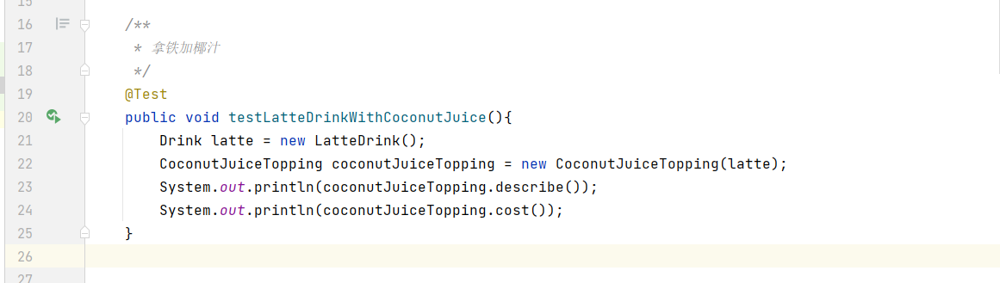 15
16 /**
17 * 拿铁加椰汁
18 */
19 @Test
20 public void testLatteDrinkWithCoconutJuice(){
21 Drink latte = new LatteDrink();
22 CoconutJuiceTopping coconutJuiceTopping = new CoconutJuiceTopping(latte);
23 System.out.println(coconutJuiceTopping.describe());
24 System.out.println(coconutJuiceTopping.cost());
25 }
26
27